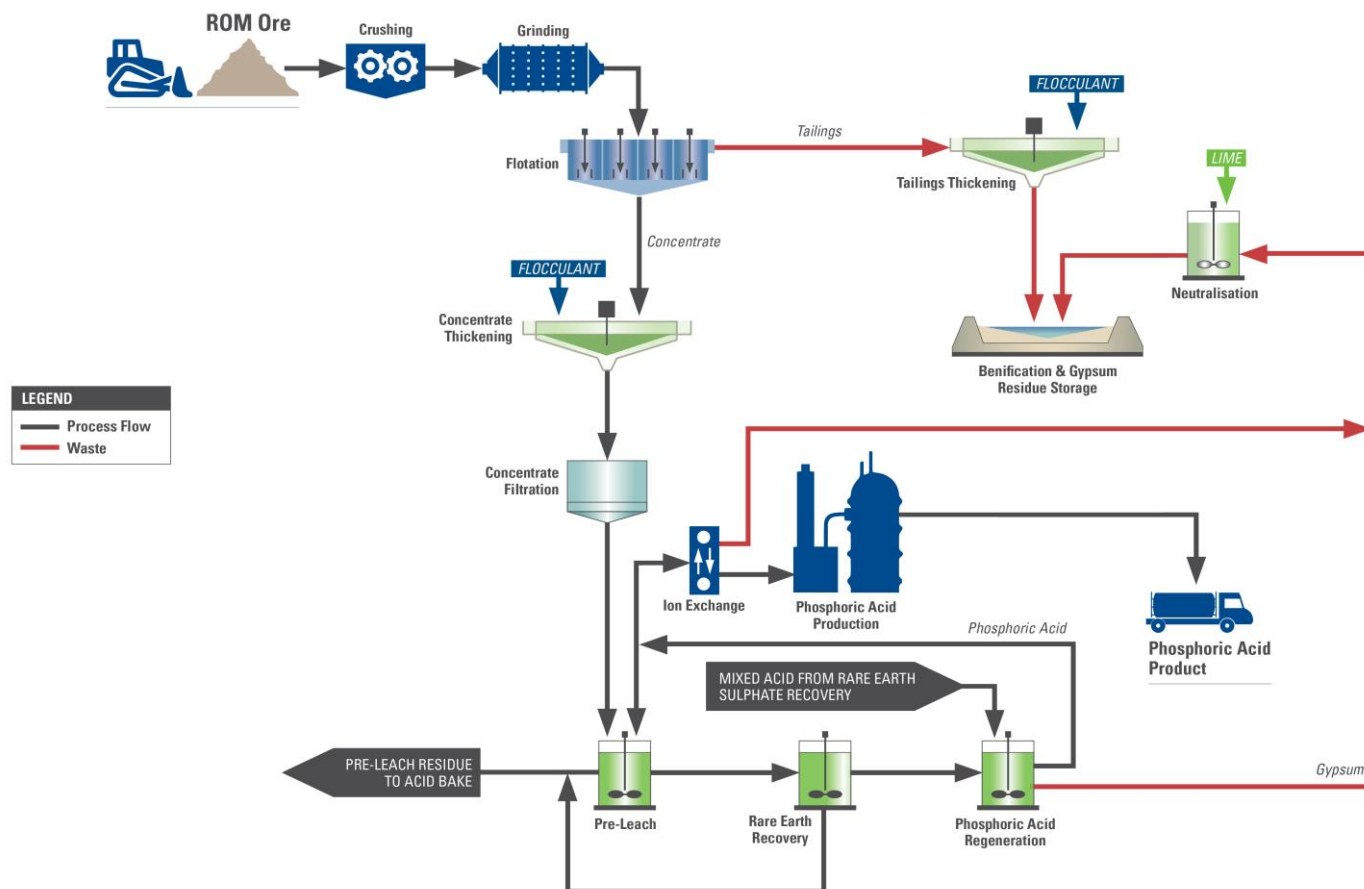 ROM Ore
Crushing
Grinding
FLOCCULANT
Tailings
Flotation
Tailings Thickening
LIME
Concentrate
FLOCCULANT
Neutralisation
Concentrate
Thickening
Benification & Gypsum
Residue Storage
LEGEND
Process Flow
Waste
Concentrate
Filtration
Ion Exchange
Phosphoric Acid
Production
Phosphoric Acid
Phosphoric Acid
Product
MIXED ACID FROM RARE EARTH
SULPHATE RECOVERY
PRE-LEACH RESIDUE
TO ACID BAKE
Gypsum
Pre-Leach
Rare Earth
Recovery
Phosphoric Acid
Regeneration